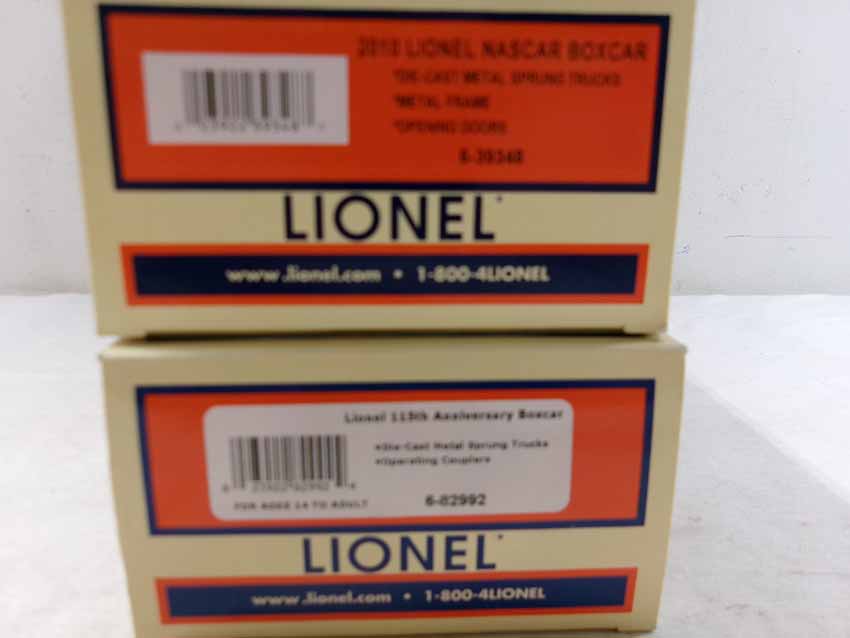 2010 LIONEL NASCAR BOXCAR
*DIE-CAST METAL SPRUNG TRUCKS
*METAL FRAME
*OPENING DOORS
LIONEL
www.lionel.com • 1-800-4LIONEL
Lionel 115th Anniversary Boxcar
•Die-Cast Metal Sprung Trucks
•Operating Couplers
FOR AGES 14 TO ADULT
6-82992
LIONEL
www.lionel.com • 1-800-4LIONEL